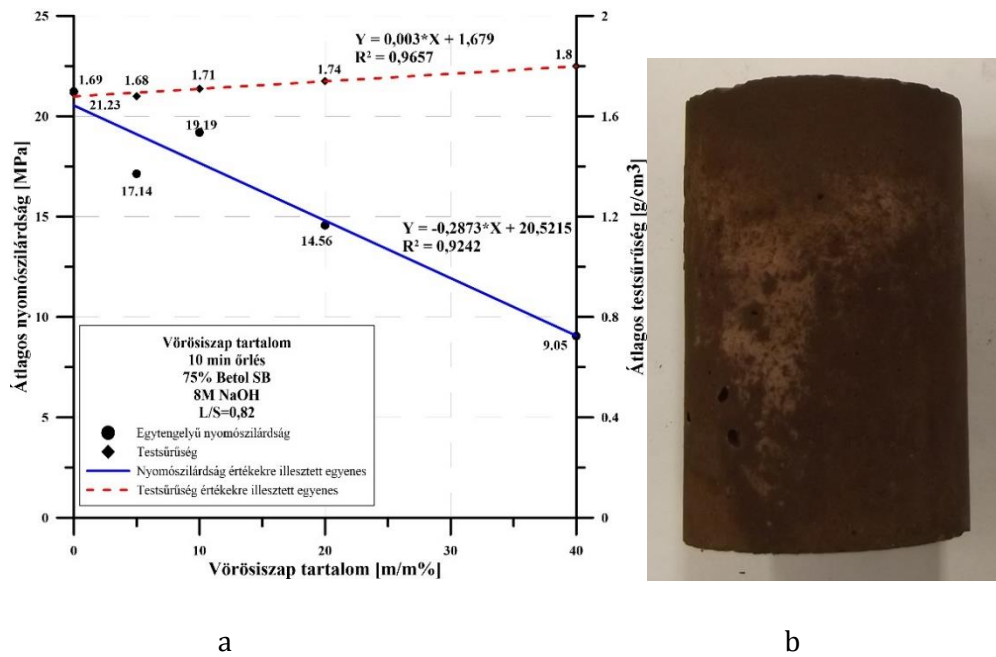 25
20
15
10
5
0
Átlagos nyomószilárdság [MPa]
2
1.6
1.2
0.8
0.4
0
Átlagos testsűrűség [g/cm³]
Y = 0,003*X + 1,679
R² = 0,9657
1.69
1.68
1.71
1.74
1.8
21.23
19.19
17.14
14.56
9.05
Y = -0,2873*X + 20,5215
R² = 0,9242
Vörösiszap tartalom
10 min őrlés
75% Betol SB
8M NaOH
L/S=0,82
Egytengelyű nyomószilárdság
Testsűrűség
Nyomószilárdság értékekre illesztett egyenes
Testsűrűség értékekre illesztett egyenes
0
10
20
30
40
Vörösiszap tartalom [m/m%]
a
b